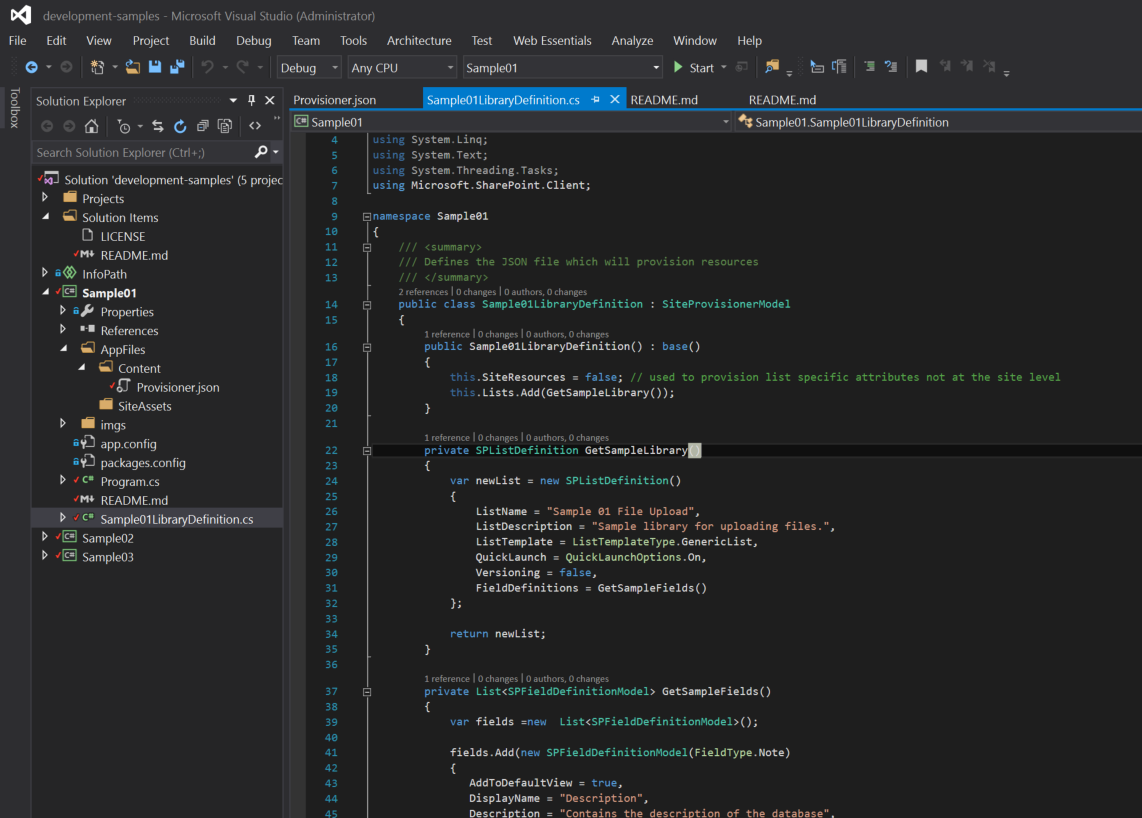 development-samples - Microsoft Visual Studio (Administrator)
File Edit View Project Build Debug Team Tools Architecture Test Web Essentials Analyze Window Help
Debug Any CPU Sample01 Start
Toolbox
Solution Explorer
Search Solution Explorer (Ctrl+;)
Solution 'development-samples' (5 projec
Projects
Solution Items
LICENSE
README.md
InfoPath
Sample01
Properties
References
AppFiles
Content
Provisioner.json
SiteAssets
imgs
app.config
packages.config
Program.cs
README.md
Sample01LibraryDefinition.cs
Sample02
Sample03
Provisioner.json Sample01LibraryDefinition.cs README.md README.md
Sample01 Sample01.Sample01LibraryDefinition
4 using System.Linq;
5 using System.Text;
6 using System.Threading.Tasks;
7 using Microsoft.SharePoint.Client;
8
9 namespace Sample01
10 {
11 /// <summary>
12 /// Defines the JSON file which will provision resources
13 /// </summary>
2 references | 0 changes | 0 authors, 0 changes
14 public class Sample01LibraryDefinition : SiteProvisionerModel
15 {
1 reference | 0 changes | 0 authors, 0 changes
16 public Sample01LibraryDefinition() : base()
17 {
18 this.SiteResources = false; // used to provision list specific attributes not at the site level
19 this.Lists.Add(GetSampleLibrary());
20 }
21
1 reference | 0 changes | 0 authors, 0 changes
22 private SPListDefinition GetSampleLibrary()
23 {
24 var newList = new SPListDefinition()
25 {
26 ListName = "Sample 01 File Upload",
27 ListDescription = "Sample library for uploading files.",
28 ListTemplate = ListTemplateType.GenericList,
29 QuickLaunch = QuickLaunchOptions.On,
30 Versioning = false,
31 FieldDefinitions = GetSampleFields()
32 };
33
34 return newList;
35 }
36
1 reference | 0 changes | 0 authors, 0 changes
37 private List<SPFieldDefinitionModel> GetSampleFields()
38 {
39 var fields =new  List<SPFieldDefinitionModel>();
40
41 fields.Add(new SPFieldDefinitionModel(FieldType.Note)
42 {
43 AddToDefaultView = true,
44 DisplayName = "Description",
45 Description = "Contains the description of the database",